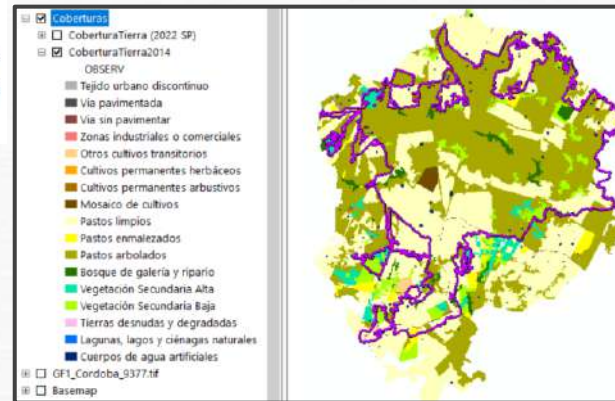 Coberturas
CoberturaTierra (2022 SP)
CoberturaTierra2014
OBSERV
Tejido urbano discontinuo
Via pavimentada
Via sin pavimentar
Zonas industriales o comerciales
Otros cultivos transitorios
Cultivos permanentes herbáceos
Cultivos permanentes arbustivos
Mosaico de cultivos
Pastos limpios
Pastos enmalezados
Pastos arbolados
Bosque de galería y ripario
Vegetación Secundaria Alta
Vegetación Secundaria Baja
Tierras desnudas y degradadas
Lagunas, lagos y ciénagas naturales
Cuerpos de agua artificiales
GF1_Cordoba_9377.tif
Basemap